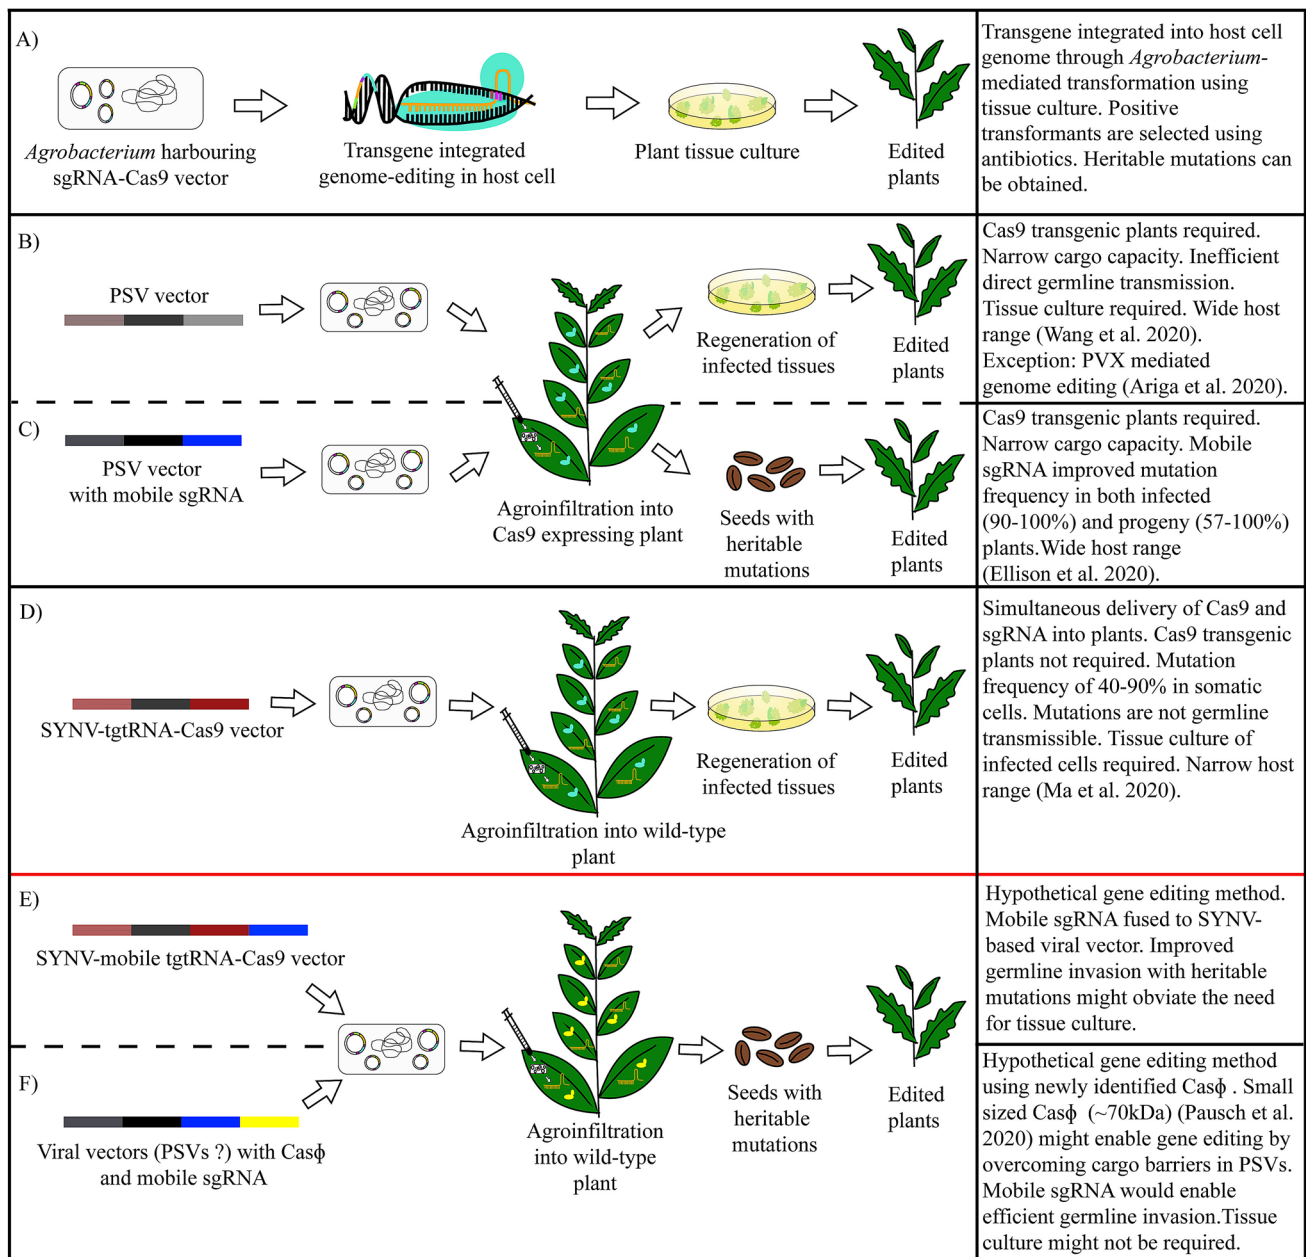 A)
Agrobacterium harbouring
sgRNA-Cas9 vector
Transgene integrated
genome-editing in host cell
Plant tissue culture
Edited
plants
Transgene integrated into host cell
genome through Agrobacterium-
mediated transformation using
tissue culture. Positive
transformants are selected using
antibiotics. Heritable mutations can
be obtained.
B)
PSV vector
Regeneration of
infected tissues
Edited
plants
Cas9 transgenic plants required.
Narrow cargo capacity. Inefficient
direct germline transmission.
Tissue culture required. Wide host
range (Wang et al. 2020).
Exception: PVX mediated
genome editing (Ariga et al. 2020).
C)
PSV vector
with mobile sgRNA
Agroinfiltration into
Cas9 expressing plant
Seeds with
heritable
mutations
Edited
plants
Cas9 transgenic plants required.
Narrow cargo capacity. Mobile
sgRNA improved mutation
frequency in both infected
(90-100%) and progeny (57-100%)
plants.Wide host range
(Ellison et al. 2020).
D)
SYNV-tgtRNA-Cas9 vector
Agroinfiltration into wild-type
plant
Regeneration of
infected tissues
Edited
plants
Simultaneous delivery of Cas9 and
sgRNA into plants. Cas9 transgenic
plants not required. Mutation
frequency of 40-90% in somatic
cells. Mutations are not germline
transmissible. Tissue culture of
infected cells required. Narrow host
range (Ma et al. 2020).
E)
SYNV-mobile tgtRNA-Cas9 vector
Hypothetical gene editing method.
Mobile sgRNA fused to SYNV-
based viral vector. Improved
germline invasion with heritable
mutations might obviate the need
for tissue culture.
F)
Viral vectors (PSVs ?) with Casϕ
and mobile sgRNA
Agroinfiltration
into wild-type
plant
Seeds with
heritable
mutations
Edited
plants
Hypothetical gene editing method
using newly identified Casϕ . Small
sized Casϕ (~70kDa) (Pausch et al.
2020) might enable gene editing by
overcoming cargo barriers in PSVs.
Mobile sgRNA would enable
efficient germline invasion.Tissue
culture might not be required.